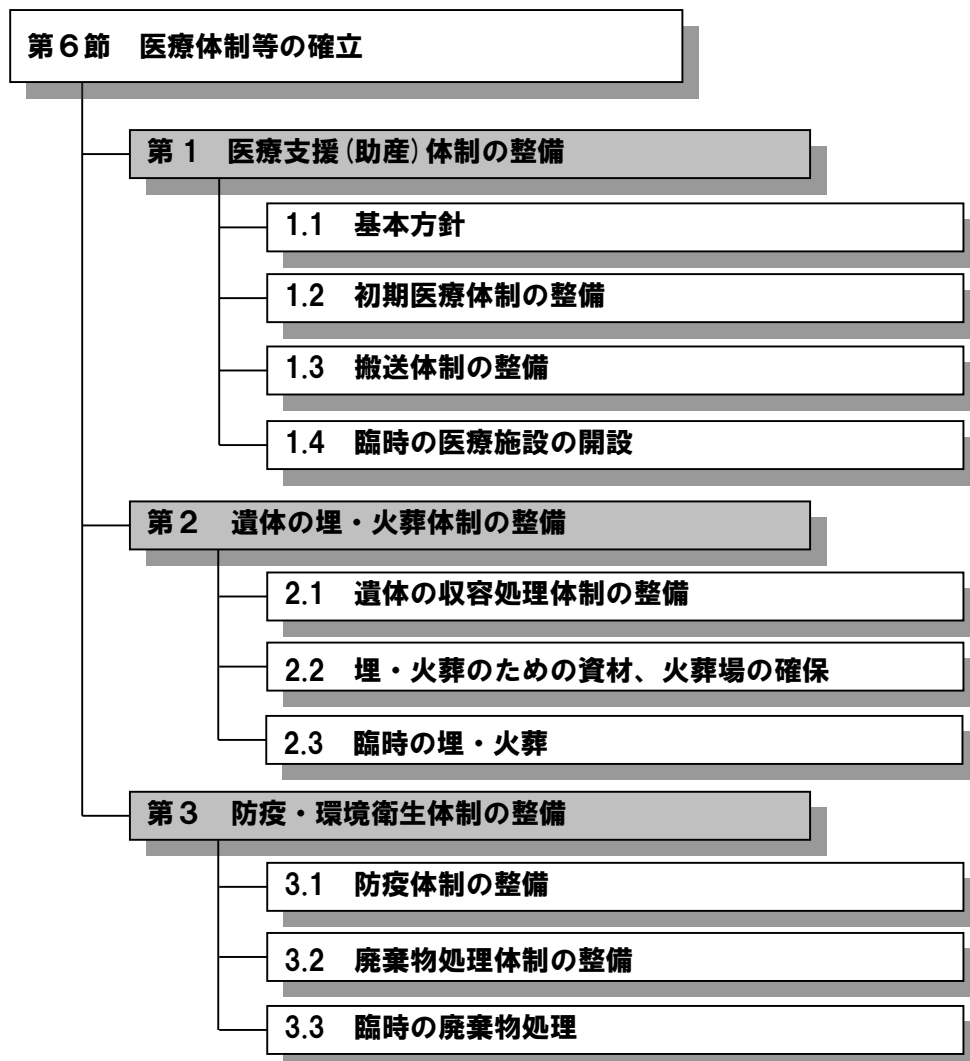 第６節　医療体制等の確立
第１　医療支援(助産)体制の整備
1.1　基本方針
1.2　初期医療体制の整備
1.3　搬送体制の整備
1.4　臨時の医療施設の開設
第２　遺体の埋・火葬体制の整備
2.1　遺体の収容処理体制の整備
2.2　埋・火葬のための資材、火葬場の確保
2.3　臨時の埋・火葬
第３　防疫・環境衛生体制の整備
3.1　防疫体制の整備
3.2　廃棄物処理体制の整備
3.3　臨時の廃棄物処理